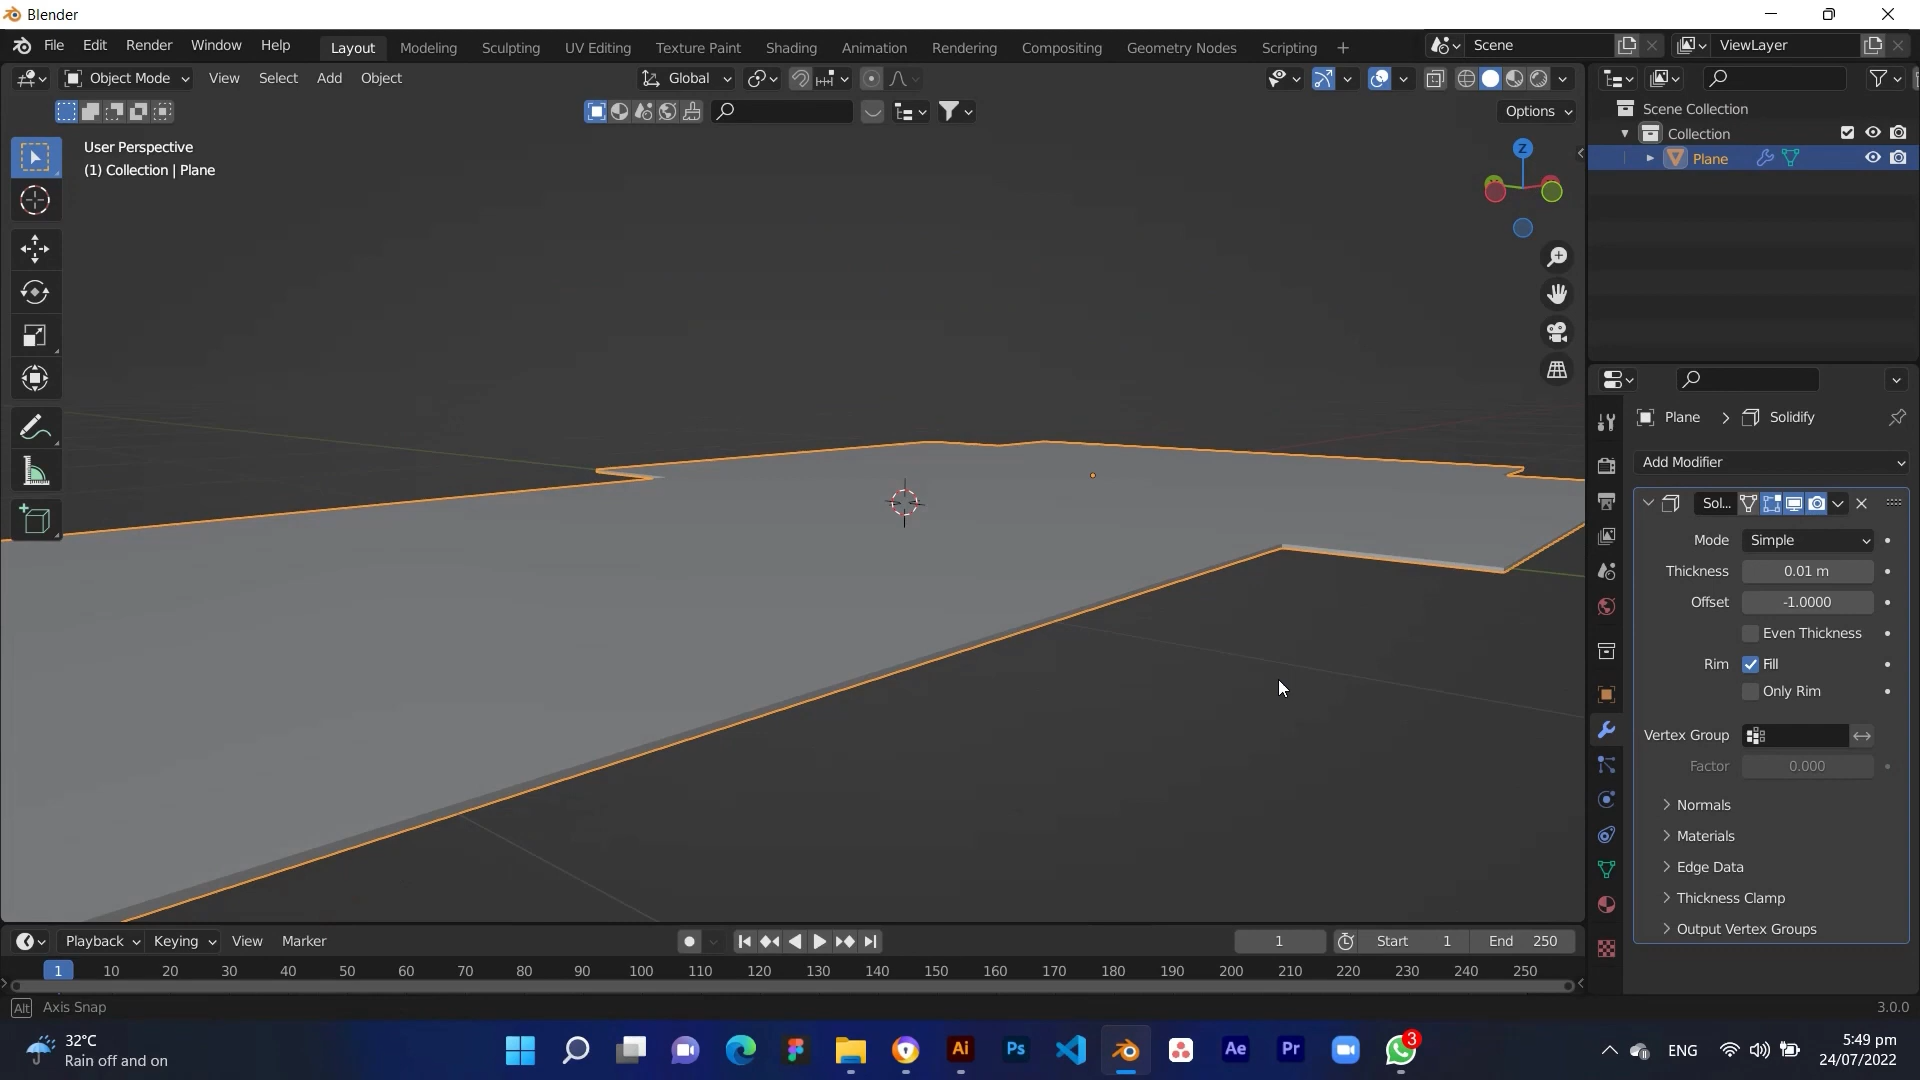 Blender
File Edit Render Window Help Layout Modeling Sculpting UV Editing Texture Paint Shading Animation Rendering Compositing Geometry Nodes Scripting + Scene ViewLayer
Object Mode View Select Add Object Global
Options
User Perspective
(1) Collection | Plane
Z
Scene Collection
Collection
Plane
Plane > Solidify
Add Modifier
Sol...
Mode Simple
Thickness 0.01 m
Offset -1.0000
Even Thickness
Rim Fill
Only Rim
Vertex Group
Factor 0.000
Normals
Materials
Edge Data
Thickness Clamp
Output Vertex Groups
Playback Keying View Marker 1 Start 1 End 250
1 10 20 30 40 50 60 70 80 90 100 110 120 130 140 150 160 170 180 190 200 210 220 230 240 250
Alt Axis Snap 3.0.0
32°C
Rain off and on
Ai Ps Ae Pr 3
ENG
5:49 pm
24/07/2022